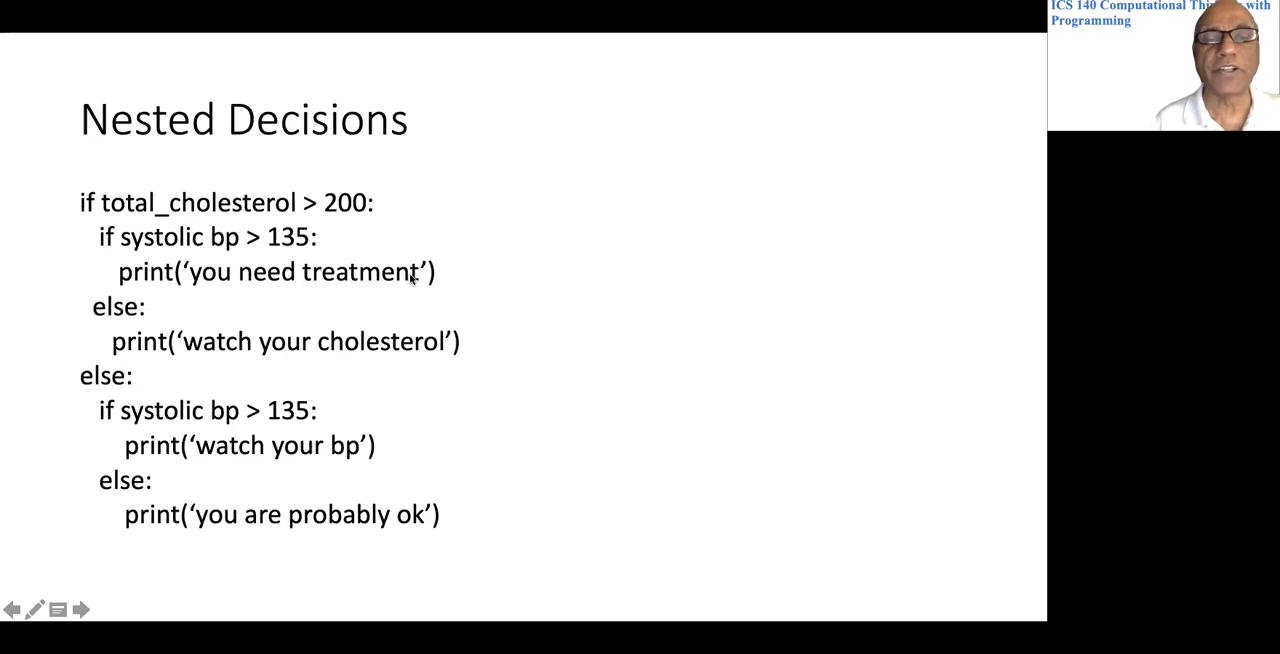 ICS 140 Computational with
Programming
Nested Decisions
if total_cholesterol > 200:
if systolic bp > 135:
print(‘you need treatment’)
else:
print(‘watch your cholesterol’)
else:
if systolic bp > 135:
print(‘watch your bp’)
else:
print(‘you are probably ok’)